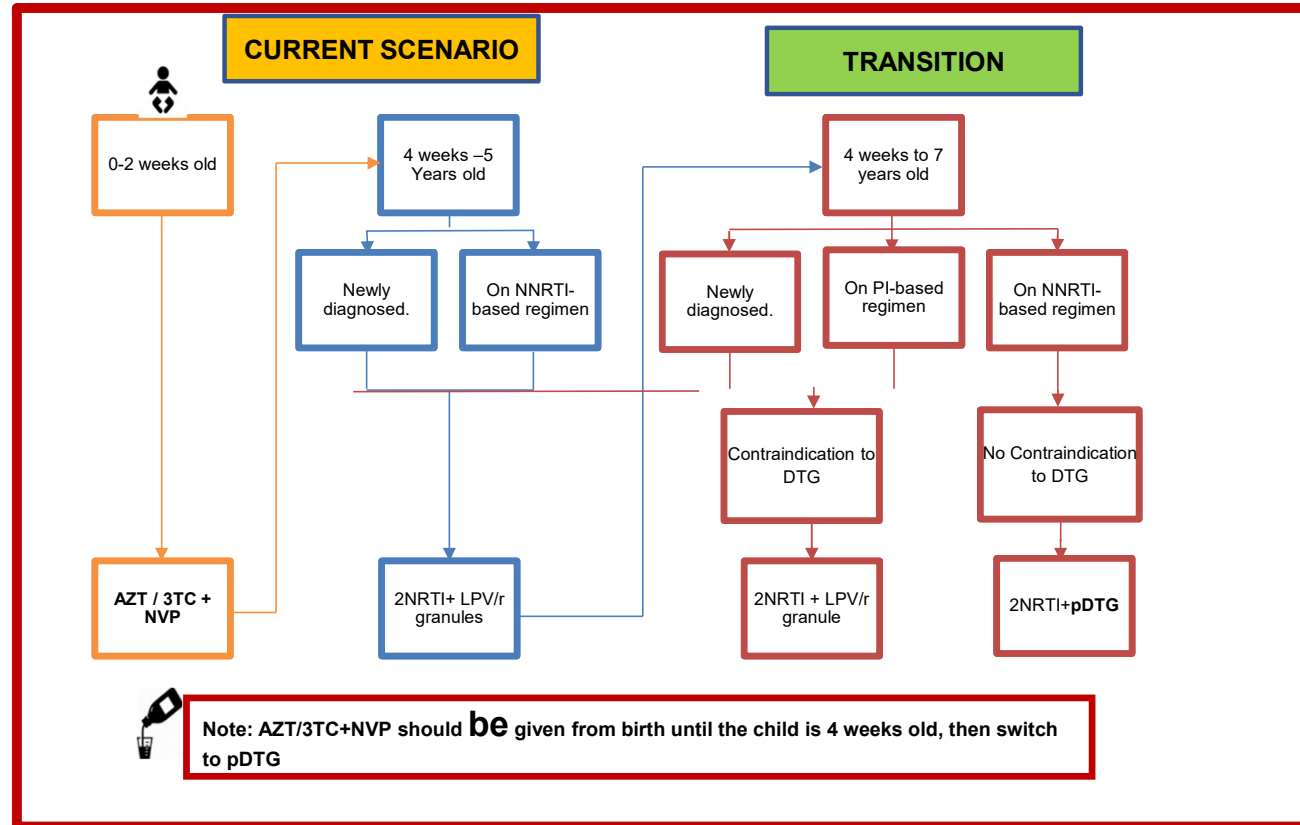 CURRENT SCENARIO
TRANSITION
0-2 weeks old
4 weeks –5
Years old
4 weeks to 7
years old
Newly
diagnosed.
On NNRTI-
based regimen
Newly
diagnosed.
On PI-based
regimen
On NNRTI-
based regimen
Contraindication to
DTG
No Contraindication
to DTG
AZT / 3TC +
NVP
2NRTI+ LPV/r
granules
2NRTI + LPV/r
granule
2NRTI+pDTG
Note: AZT/3TC+NVP should be given from birth until the child is 4 weeks old, then switch
to pDTG